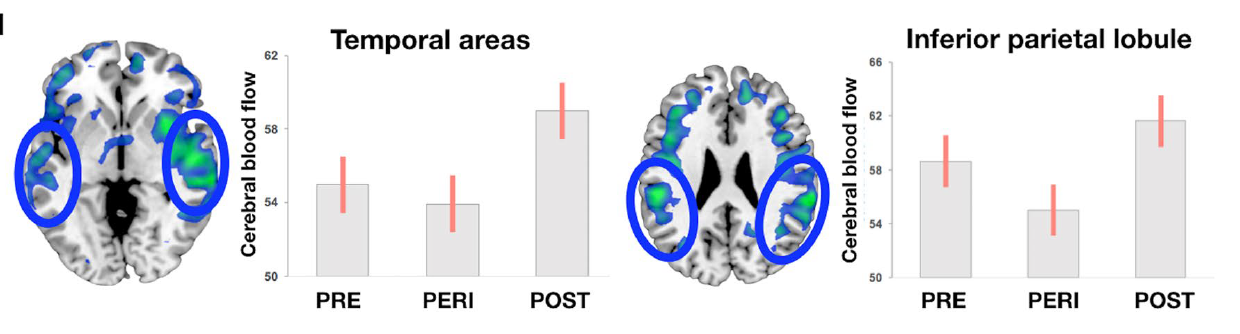 Temporal areas
Cerebral blood flow
62
58
54
50
PRE PERI POST
Inferior parietal lobule
Cerebral blood flow
66
62
58
54
50
PRE PERI POST